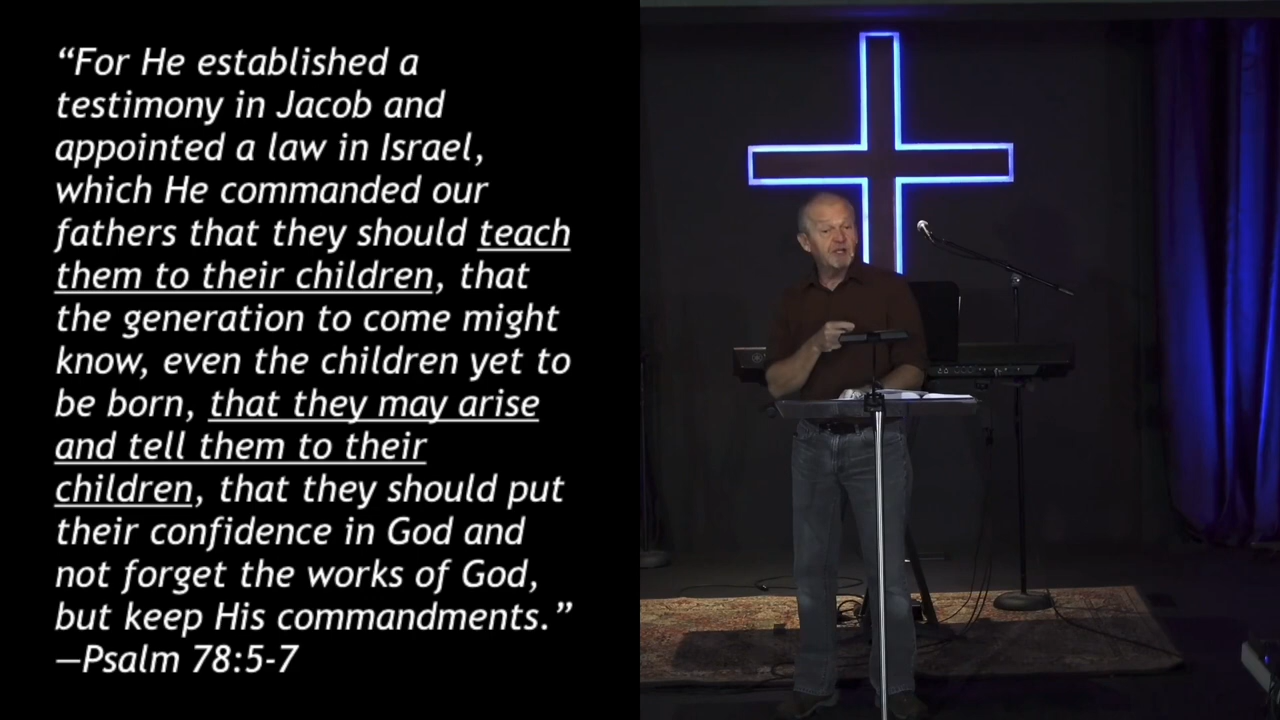 “For He established a
testimony in Jacob and
appointed a law in Israel,
which He commanded our
fathers that they should teach
them to their children, that
the generation to come might
know, even the children yet to
be born, that they may arise
and tell them to their
children, that they should put
their confidence in God and
not forget the works of God,
but keep His commandments.”
—Psalm 78:5-7